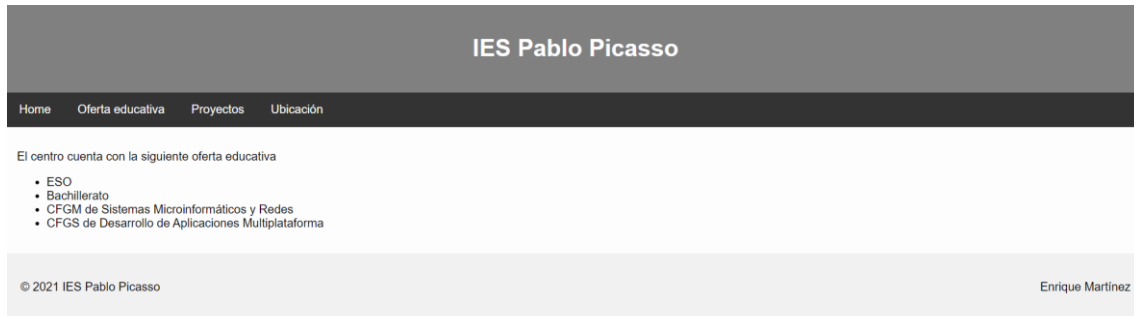 IES Pablo Picasso
Home Oferta educativa Proyectos Ubicación
El centro cuenta con la siguiente oferta educativa
• ESO
• Bachillerato
• CFGM de Sistemas Microinformáticos y Redes
• CFGS de Desarrollo de Aplicaciones Multiplataforma
© 2021 IES Pablo Picasso Enrique Martínez